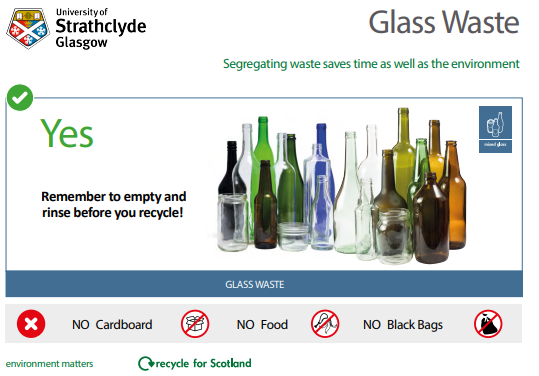 University of
Strathclyde
Glasgow
Glass Waste
Segregating waste saves time as well as the environment
Yes
mixed glass
Remember to empty and
rinse before you recycle!
GLASS WASTE
NO Cardboard
NO Food
NO Black Bags
environment matters
recycle for Scotland